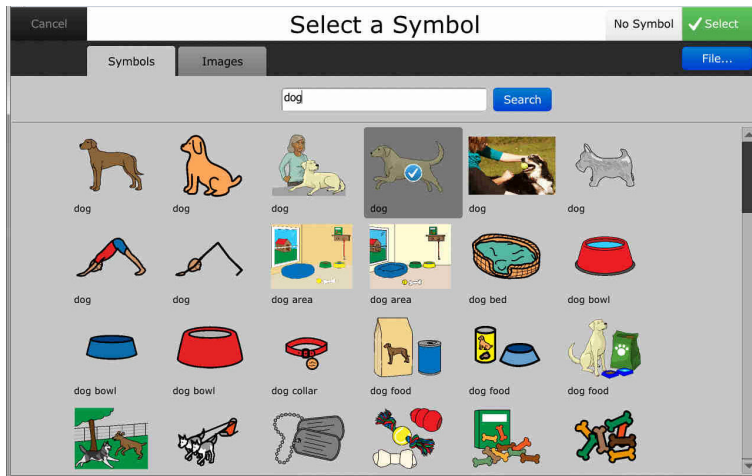 Cancel
Select a Symbol
No Symbol
Select
Symbols
Images
File...
dog
Search
dog
dog
dog
dog
dog
dog
dog
dog
dog area
dog area
dog bed
dog bowl
dog bowl
dog bowl
dog collar
dog food
dog food
dog food